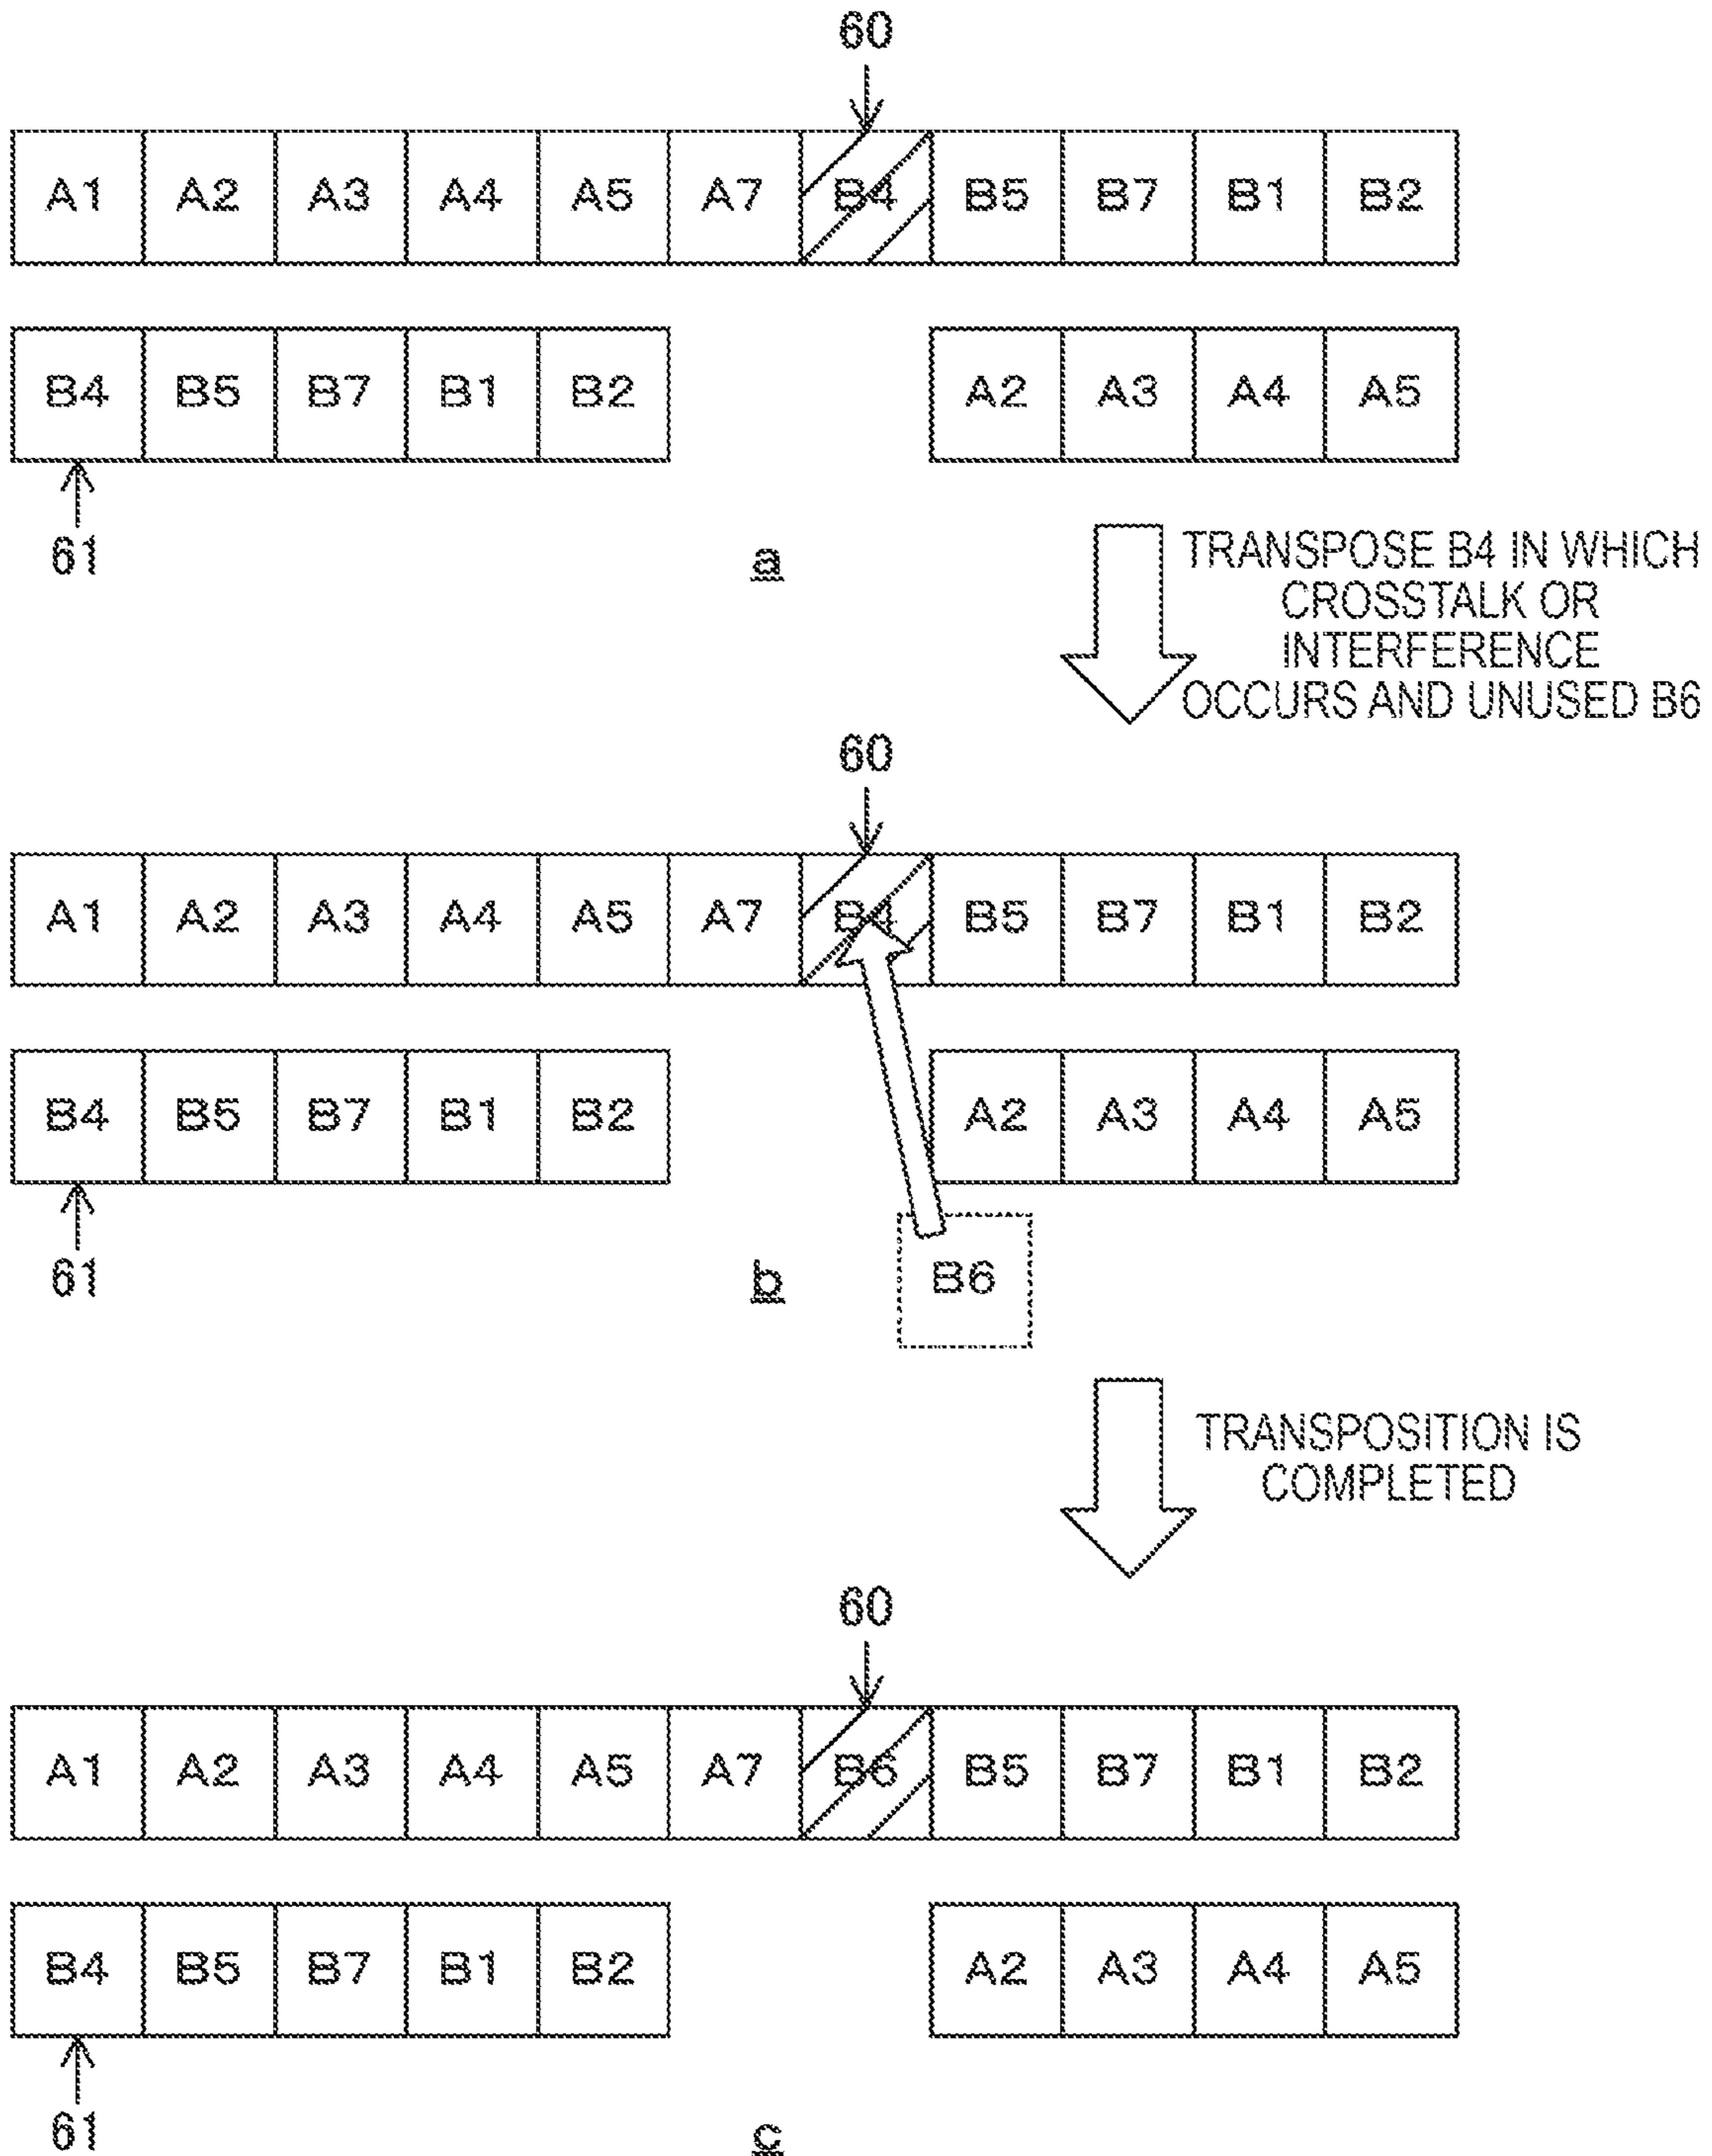 60
A1 A2 A3 A4 A5 A7 B4 B5 B7 B1 B2
B4 B5 B7 B1 B2 A2 A3 A4 A5
61
a
TRANSPOSE B4 IN WHICH
CROSSTALK OR
INTERFERENCE
OCCURS AND UNUSED B6
60
A1 A2 A3 A4 A5 A7 B4 B5 B7 B1 B2
B4 B5 B7 B1 B2 A2 A3 A4 A5
61
b
B6
TRANSPOSITION IS
COMPLETED
60
A1 A2 A3 A4 A5 A7 B6 B5 B7 B1 B2
B4 B5 B7 B1 B2 A2 A3 A4 A5
61
c